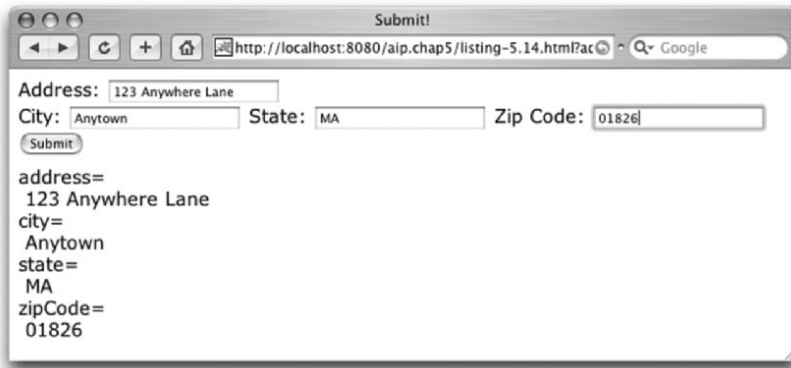 Submit!
http://localhost:8080/aip.chap5/listing-5.14.html?ac Google
Address: 123 Anywhere Lane
City: Anytown State: MA Zip Code: 01826
Submit
address=
123 Anywhere Lane
city=
Anytown
state=
MA
zipCode=
01826